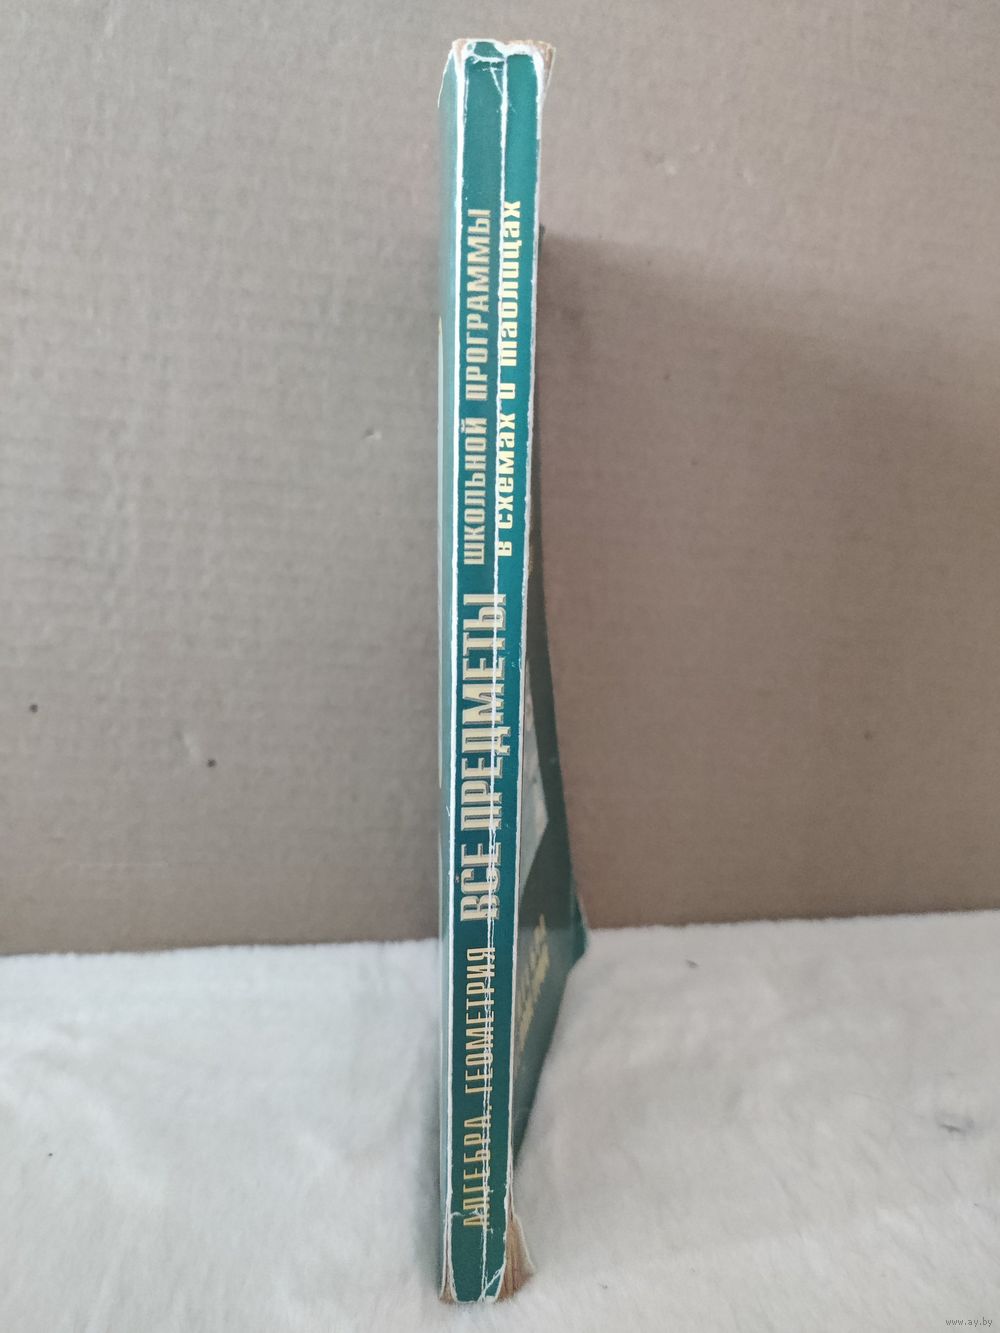 АЛГЕБРА. ГЕОМЕТРИЯ
ВСЕ ПРЕДМЕТЫ
ШКОЛЬНОЙ ПРОГРАММЫ
в схемах и таблицах
www.ay.by